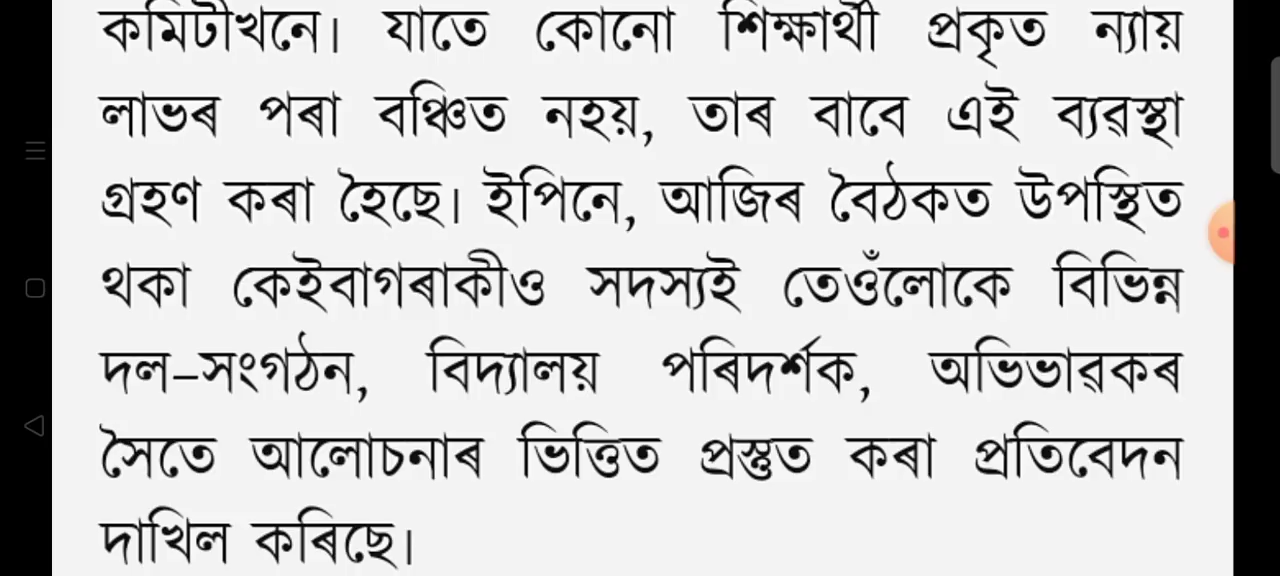 কমিটীখনে। যাতে কোনো শিক্ষাৰ্থী প্ৰকৃত ন্যায়
লাভৰ পৰা বঞ্চিত নহয়, তাৰ বাবে এই ব্যৱস্থা
গ্ৰহণ কৰা হৈছে। ইপিনে, আজিৰ বৈঠকত উপস্থিত
থকা কেইবাগৰাকীও সদস্যই তেওঁলোকে বিভিন্ন
দল–সংগঠন, বিদ্যালয় পৰিদৰ্শক, অভিভাৱকৰ
সৈতে আলোচনাৰ ভিত্তিত প্ৰস্তুত কৰা প্ৰতিবেদন
দাখিল কৰিছে।